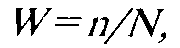 W = n/N,